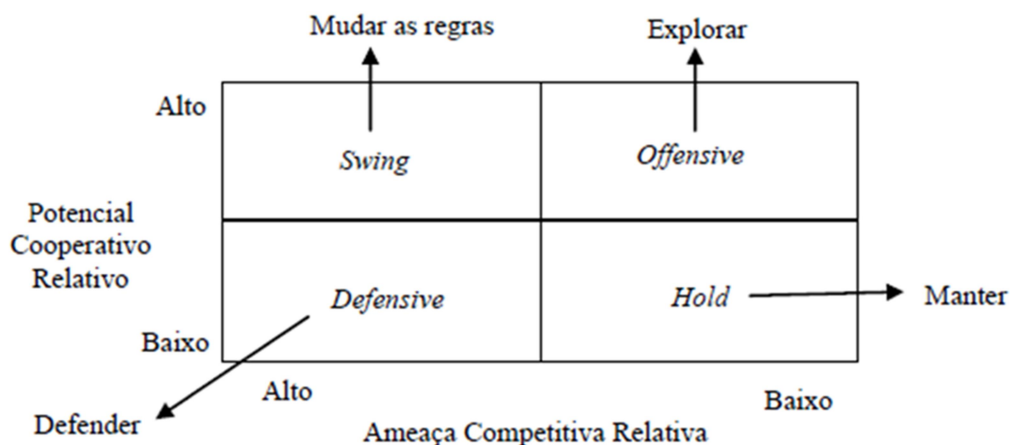 Mudar as regras
Explorar
Alto
Swing
Offensive
Potencial
Cooperativo
Relativo
Defensive
Hold
Manter
Baixo
Alto
Baixo
Defender
Ameaça Competitiva Relativa